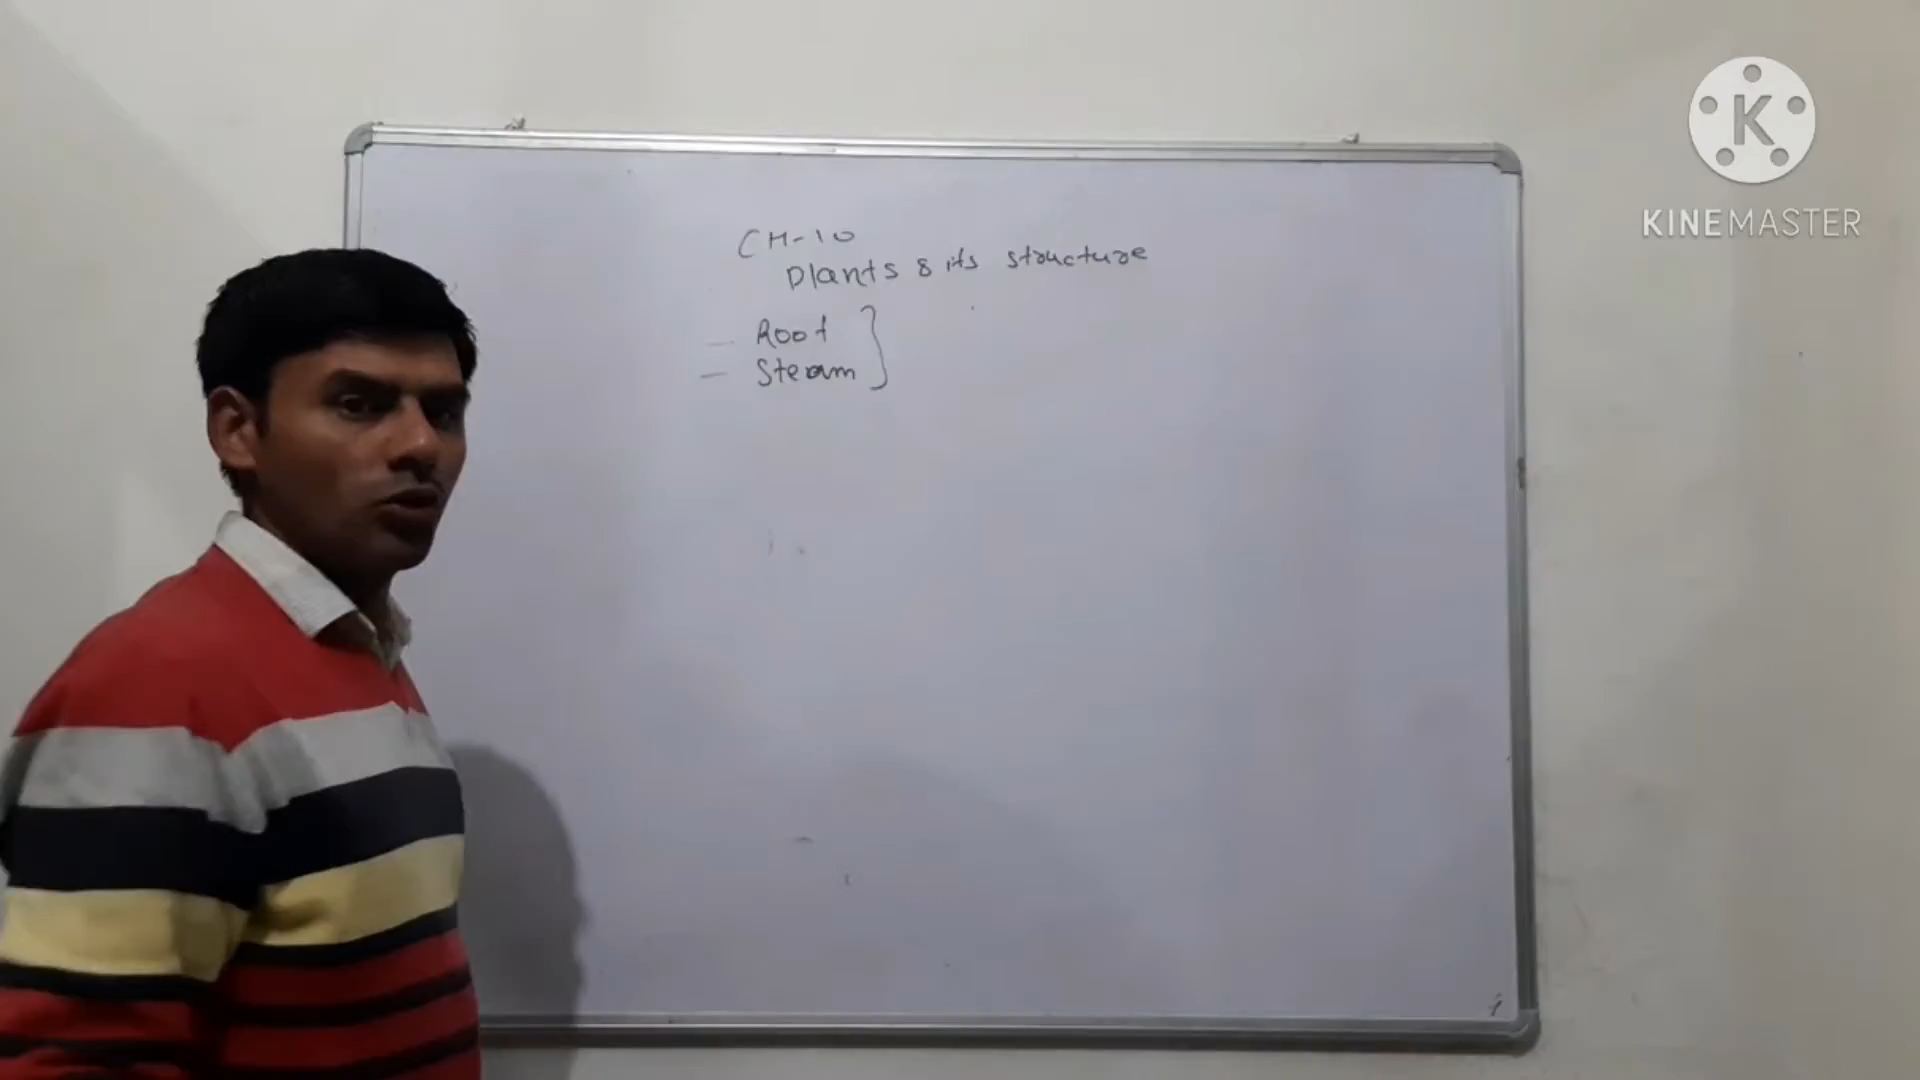 CH-10
Plants & its structure
- Root
- Steam
K
KINEMASTER